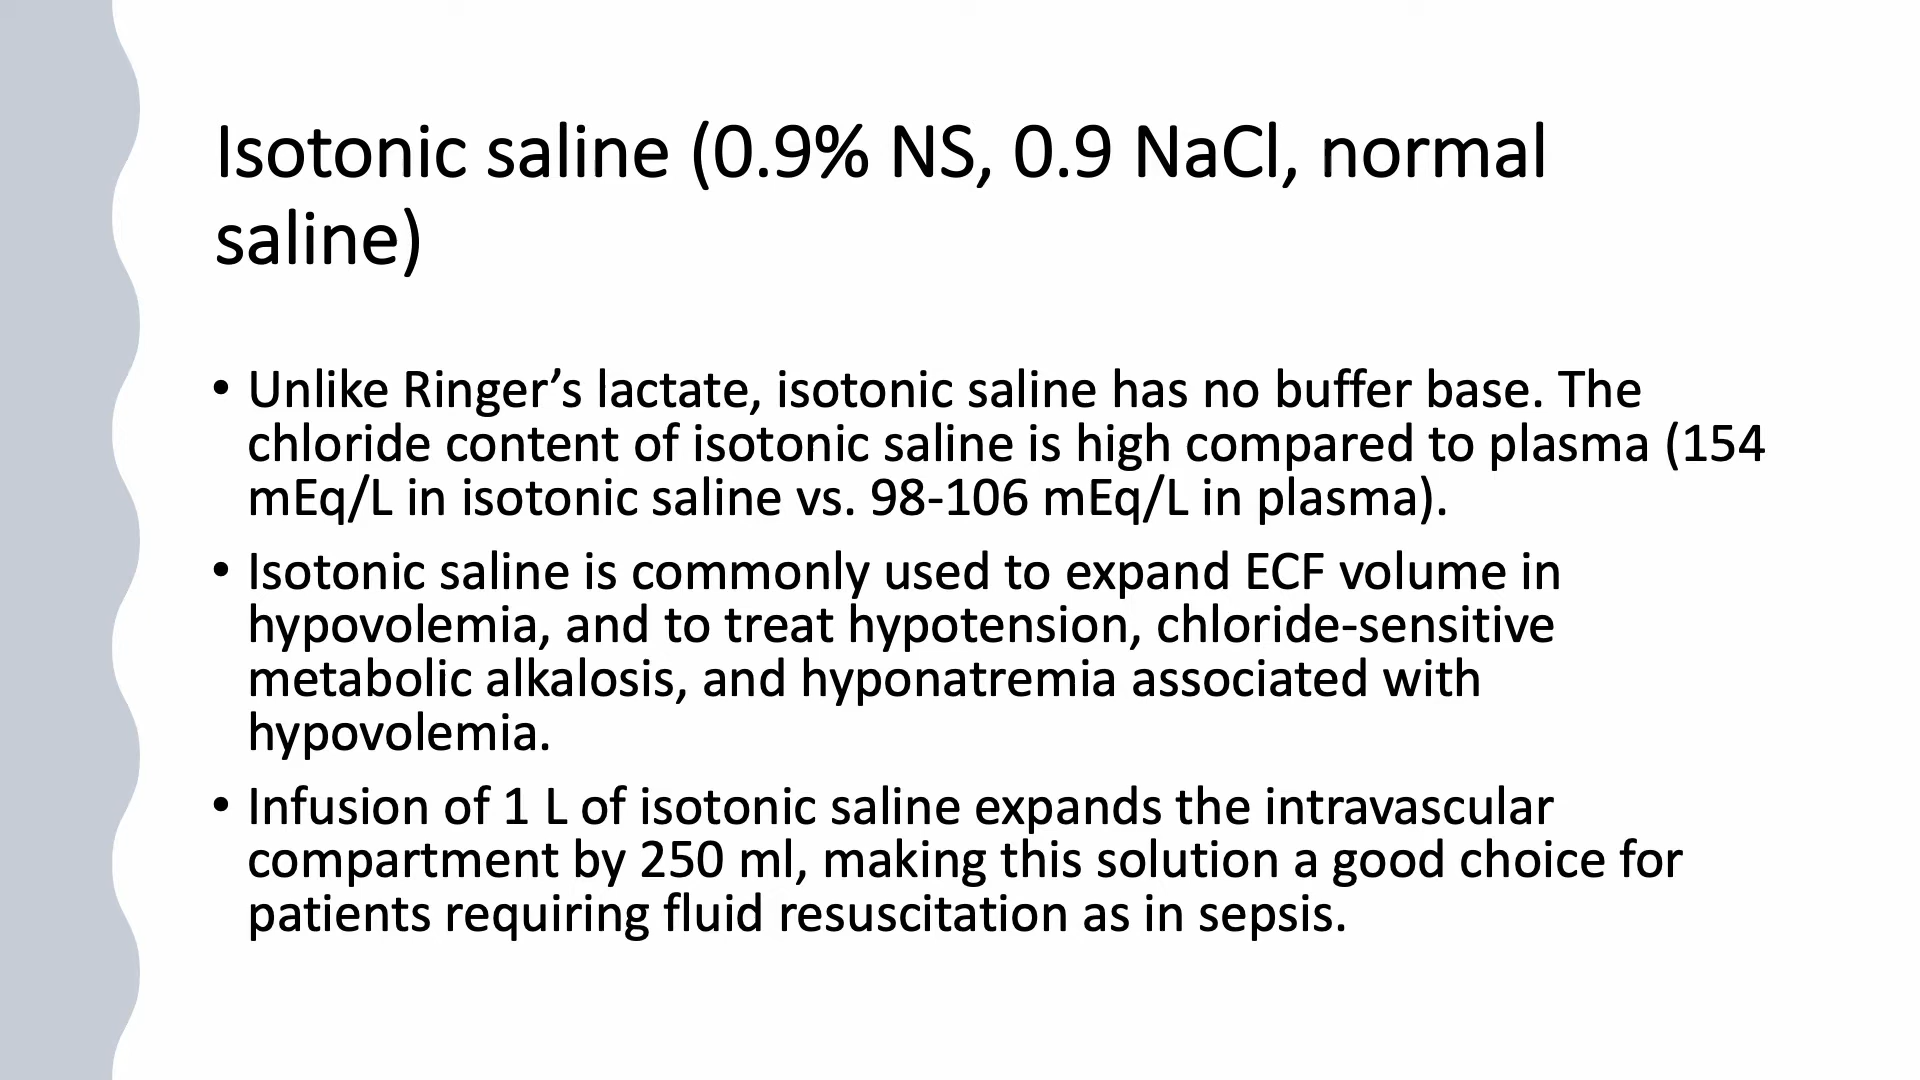 Isotonic saline (0.9% NS, 0.9 NaCl, normal
saline)
• Unlike Ringer’s lactate, isotonic saline has no buffer base. The
chloride content of isotonic saline is high compared to plasma (154
mEq/L in isotonic saline vs. 98-106 mEq/L in plasma).
• Isotonic saline is commonly used to expand ECF volume in
hypovolemia, and to treat hypotension, chloride-sensitive
metabolic alkalosis, and hyponatremia associated with
hypovolemia.
• Infusion of 1 L of isotonic saline expands the intravascular
compartment by 250 ml, making this solution a good choice for
patients requiring fluid resuscitation as in sepsis.